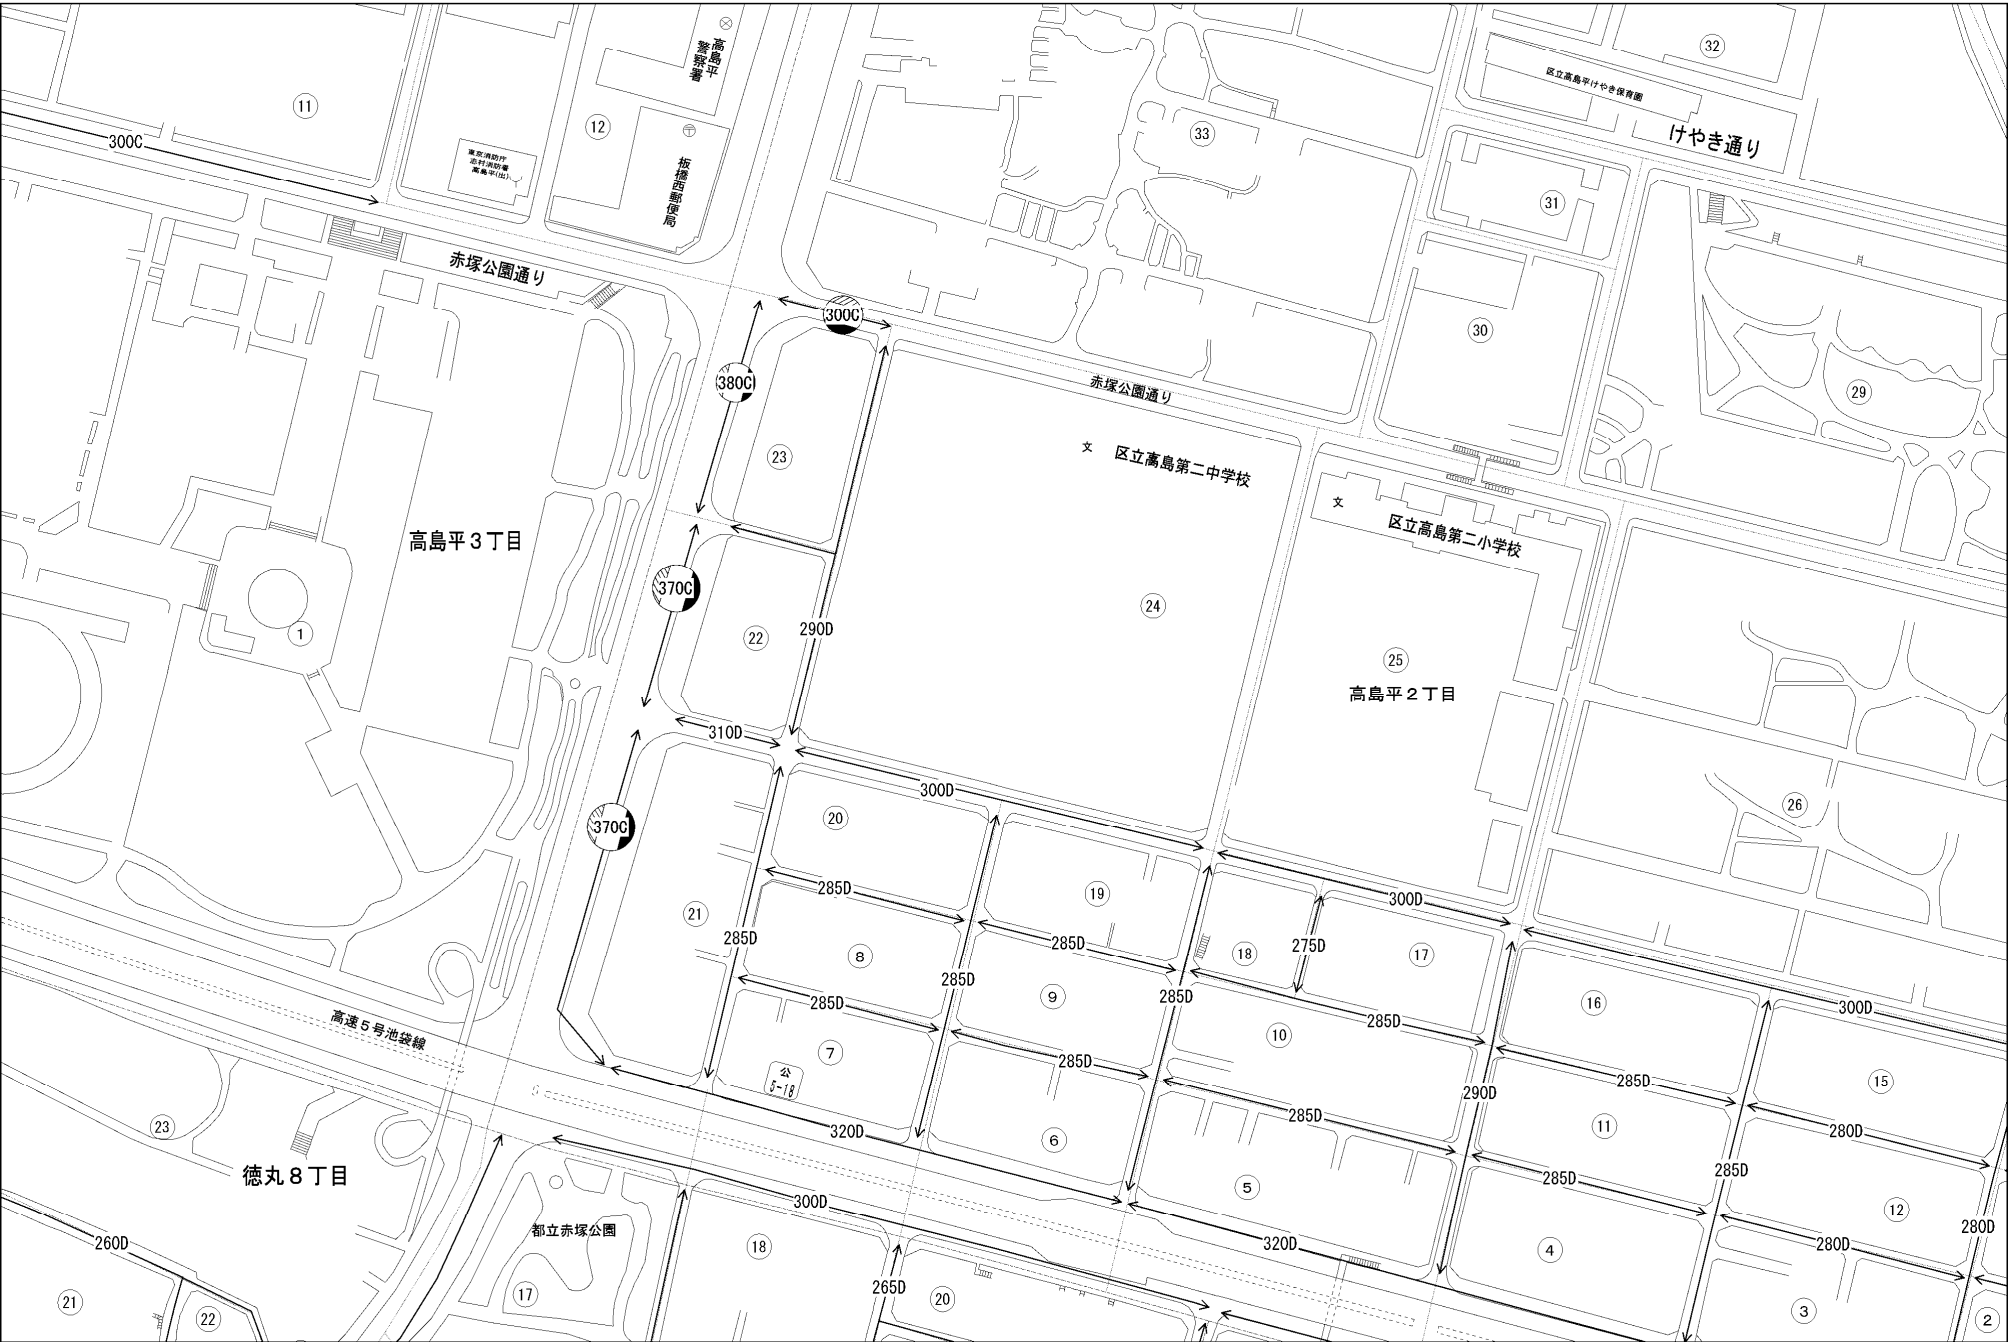 高島平
警察署
32
区立高島平けやき保育園
11
12
33
けやき通り
300C
東京消防庁
志村消防署
高島平(出)
板橋西郵便局
31
赤塚公園通り
300C
30
380C
赤塚公園通り
29
23
文
区立高島第二中学校
文
区立高島第二小学校
高島平3丁目
370C
24
1
22
290D
25
高島平2丁目
310D
300D
26
370C
20
285D
19
300D
21
285D
8
285D
275D
18
17
285D
9
285D
16
300D
285D
10
285D
高速5号池袋線
7
285D
公
5-18
285D
15
290D
285D
23
320D
6
11
280D
徳丸8丁目
285D
285D
5
12
都立赤塚公園
300D
280D
260D
18
320D
4
280D
265D
17
20
21
22
3
2